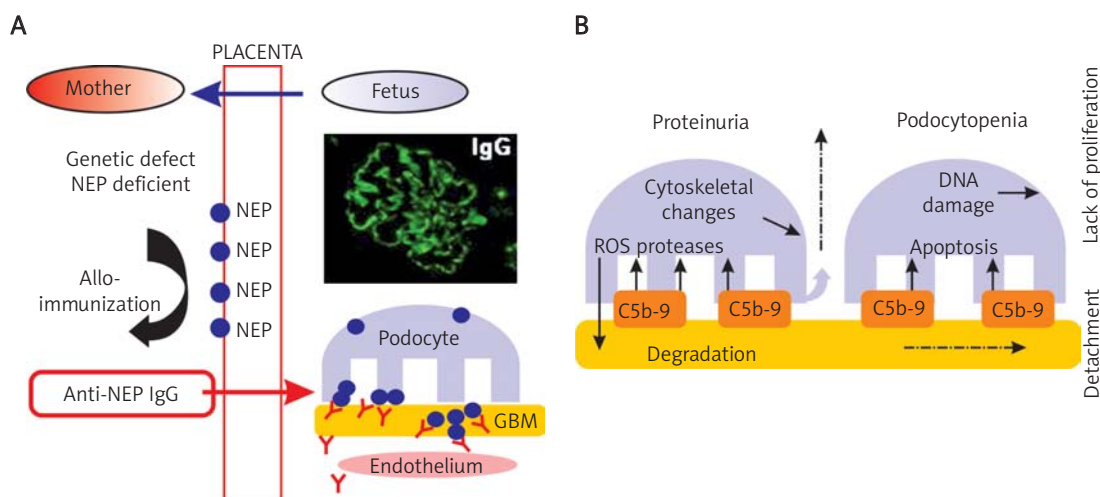 A
PLACENTA
Mother
Fetus
IgG
Genetic defect
NEP deficient
NEP
NEP
NEP
NEP
Allo-
immunization
Podocyte
Anti-NEP IgG
GBM
Endothelium
B
Proteinuria
Podocytopenia
Cytoskeletal
changes
DNA
damage
ROS proteases
Apoptosis
C5b-9
C5b-9
C5b-9
C5b-9
Degradation
Lack of proliferation
Detachment